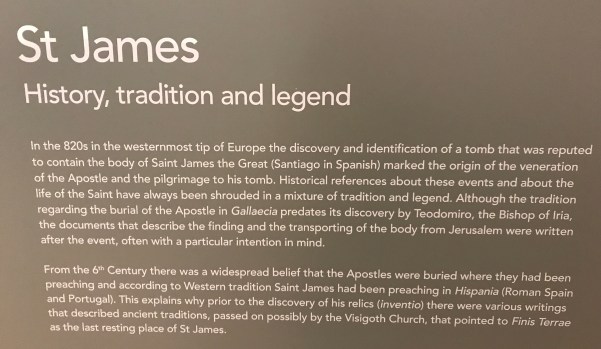 St James
History, tradition and legend
In the 820s in the westernmost tip of Europe the discovery and identification of a tomb that was reputed
to contain the body of Saint James the Great (Santiago in Spanish) marked the origin of the veneration
of the Apostle and the pilgrimage to his tomb. Historical references about these events and about the
life of the Saint have always been shrouded in a mixture of tradition and legend. Although the tradition
regarding the burial of the Apostle in Gallaecia predates its discovery by Teodomiro, the Bishop of Iria,
the documents that describe the finding and the transporting of the body from Jerusalem were written
after the event, often with a particular intention in mind.
From the 6th Century there was a widespread belief that the Apostles were buried where they had been
preaching and according to Western tradition Saint James had been preaching in Hispania (Roman Spain
and Portugal). This explains why prior to the discovery of his relics (inventio) there were various writings
that described ancient traditions, passed on possibly by the Visigoth Church, that pointed to Finis Terrae
as the last resting place of St James.